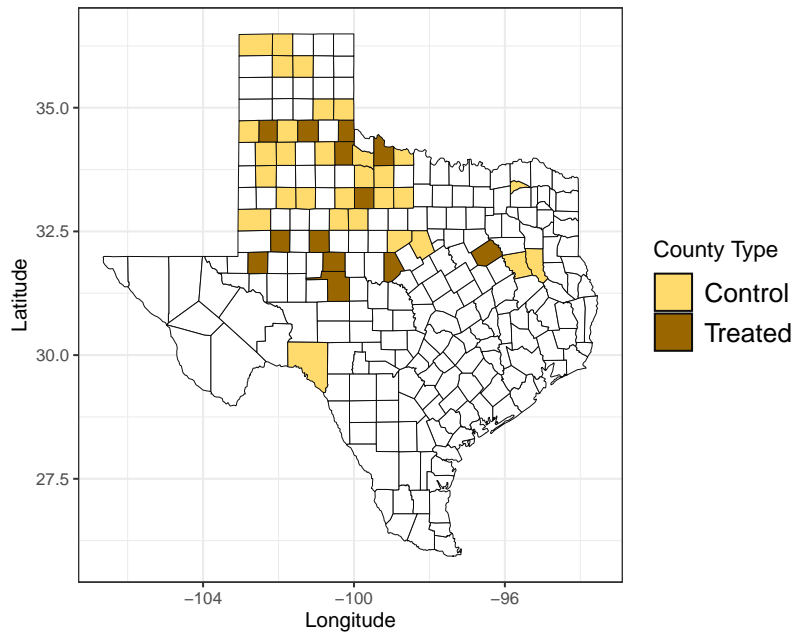 35.0
32.5
30.0
27.5
Latitude
−104
−100
−96
Longitude
County Type
Control
Treated